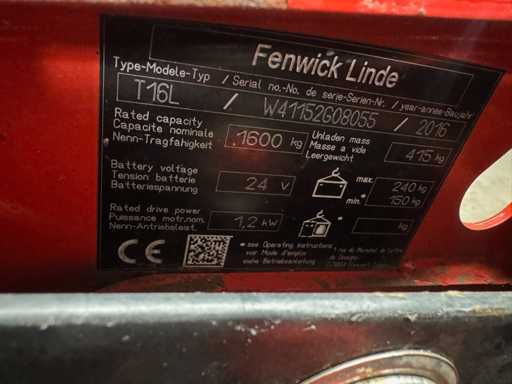 Fenwick Linde
Type-Modele-Typ / Serial no.-No. de serie-Serien-Nr. / year-annee-Baujahr
T16L / W41152G08055 / 2016
Rated capacity
Capacite nominale
Nenn-Tragfahigkeit
.1600 kg
Unladen mass
Masse a vide
Leergewicht
415 kg
Battery voltage
Tension batterie
Batteriespannung
24 V
max. 240 kg
min. 150 kg
Rated drive power
Puissance motr.nom.
Nenn-Antriebsleist.
1,2 kW
kg
* see Operating instructions
voir Mode d'emploi
siehe Betriebsanleitung